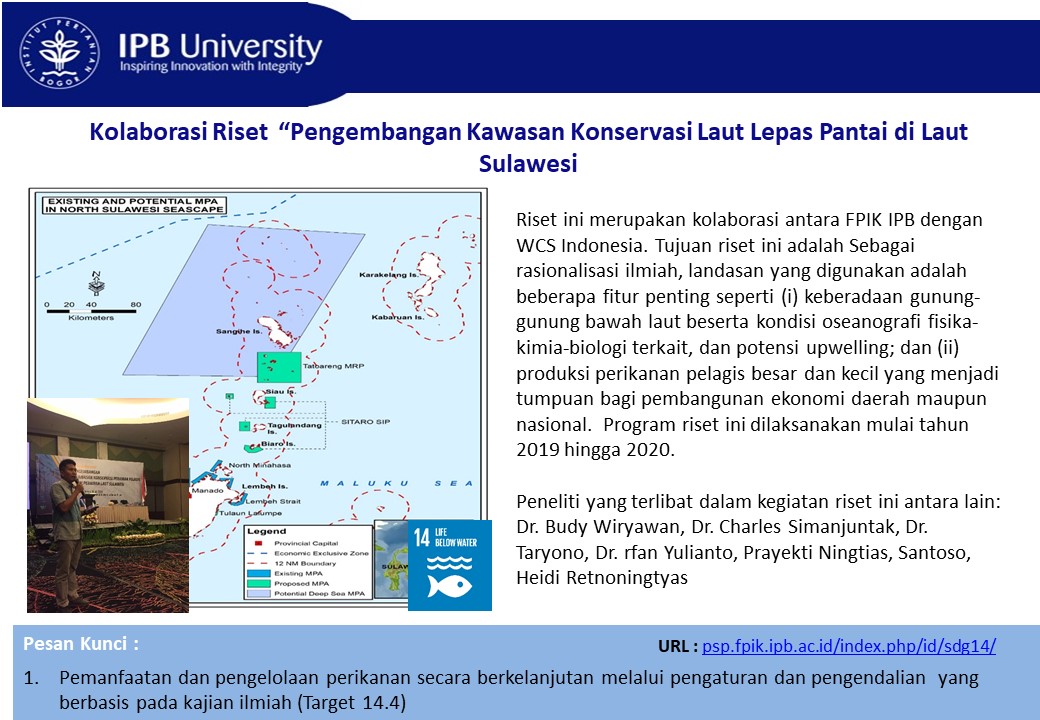 INSTITUT PERTANIAN
BOGOR
IPB University
Inspiring Innovation with Integrity
Kolaborasi Riset “Pengembangan Kawasan Konservasi Laut Lepas Pantai di Laut
Sulawesi
EXISTING AND POTENTIAL MPA
IN NORTH SULAWESI SEASCAPE
N
0 20 40 80
Kilometers
Karakelang Is.
Kabaruan Is.
Sangihe Is.
Tatoareng MRP
Siau Is.
SITARO SIP
Tagulandang
Is.
Biaro Is.
North Minahasa
Manado
Lembeh Is.
Lembeh Strait
Tulaun Lalumpe
MALUKU SEA
Legend
Provincial Capital
Economic Exclusive Zone
12 NM Boundary
Existing MPA
Proposed MPA
Potential Deep Sea MPA
SULAW
14 LIFE
BELOW WATER
Riset ini merupakan kolaborasi antara FPIK IPB dengan
WCS Indonesia. Tujuan riset ini adalah Sebagai
rasionalisasi ilmiah, landasan yang digunakan adalah
beberapa fitur penting seperti (i) keberadaan gunung-
gunung bawah laut beserta kondisi oseanografi fisika-
kimia-biologi terkait, dan potensi upwelling; dan (ii)
produksi perikanan pelagis besar dan kecil yang menjadi
tumpuan bagi pembangunan ekonomi daerah maupun
nasional. Program riset ini dilaksanakan mulai tahun
2019 hingga 2020.
Peneliti yang terlibat dalam kegiatan riset ini antara lain:
Dr. Budy Wiryawan, Dr. Charles Simanjuntak, Dr.
Taryono, Dr. rfan Yulianto, Prayekti Ningtias, Santoso,
Heidi Retnoningtyas
Pesan Kunci :
URL : psp.fpik.ipb.ac.id/index.php/id/sdg14/
1. Pemanfaatan dan pengelolaan perikanan secara berkelanjutan melalui pengaturan dan pengendalian yang
berbasis pada kajian ilmiah (Target 14.4)